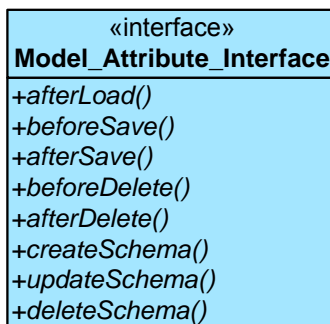 «interface»
Model_Attribute_Interface
+afterLoad()
+beforeSave()
+afterSave()
+beforeDelete()
+afterDelete()
+createSchema()
+updateSchema()
+deleteSchema()